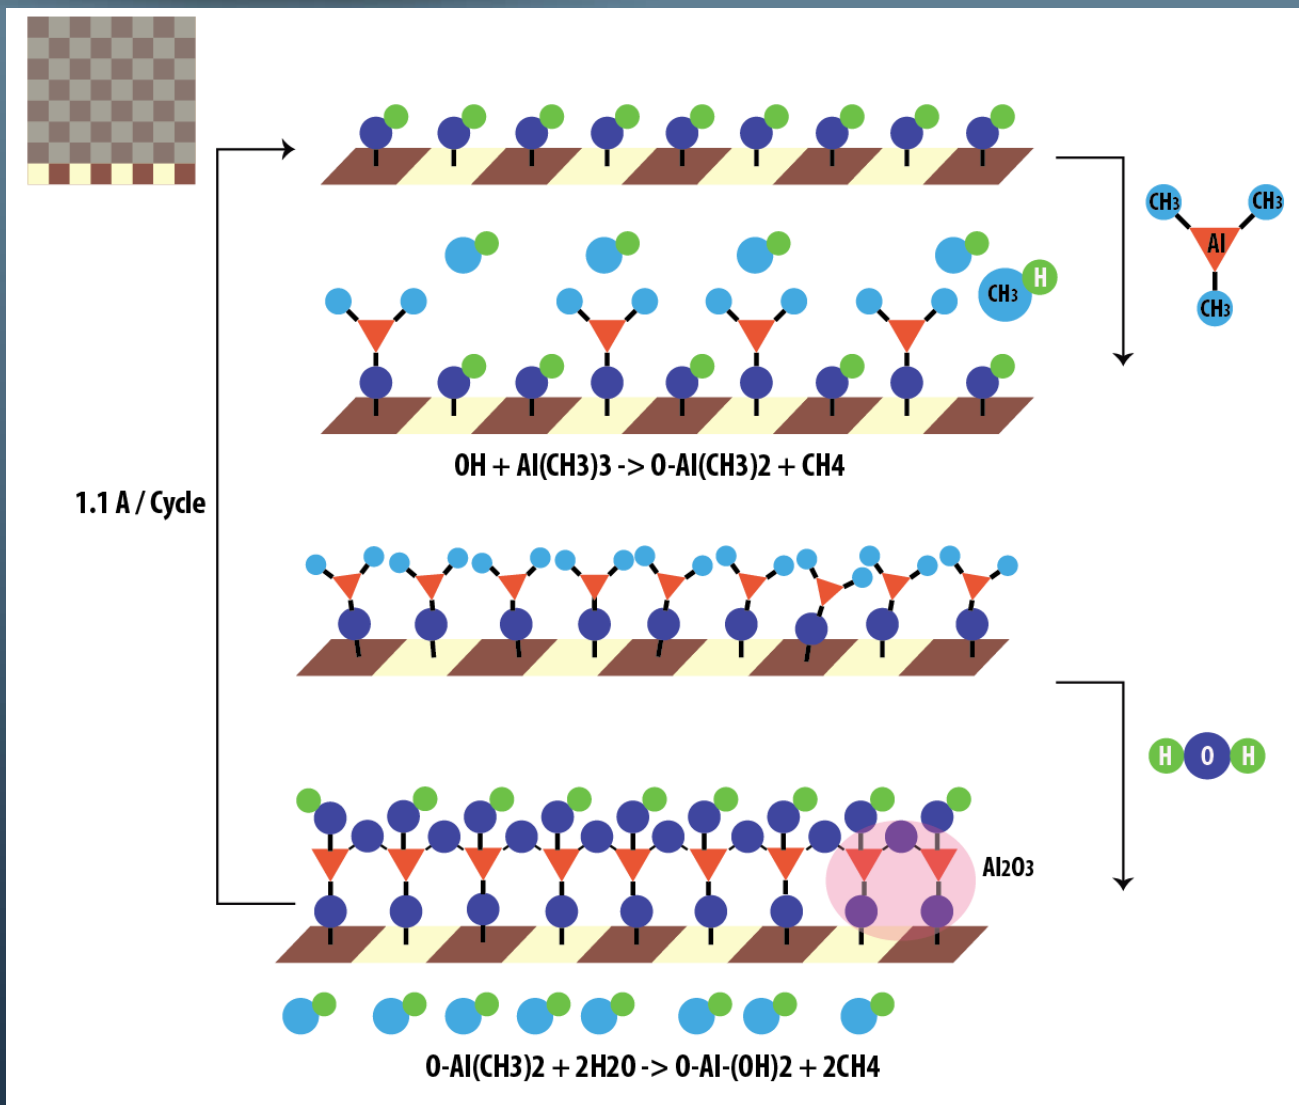 CH3
CH3
Al
CH3
CH3
H
OH + Al(CH3)3 -> O-Al(CH3)2 + CH4
1.1 A / Cycle
H O H
Al2O3
O-Al(CH3)2 + 2H2O -> O-Al-(OH)2 + 2CH4